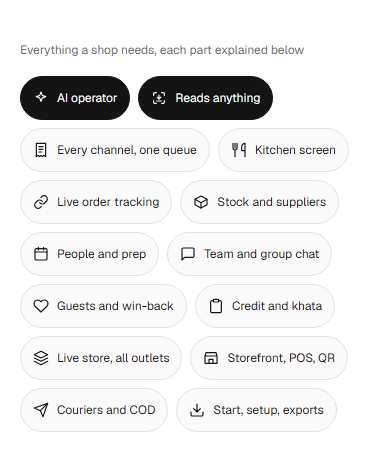 Everything a shop needs, each part explained below
AI operator
Reads anything
Every channel, one queue
Kitchen screen
Live order tracking
Stock and suppliers
People and prep
Team and group chat
Guests and win-back
Credit and khata
Live store, all outlets
Storefront, POS, QR
Couriers and COD
Start, setup, exports